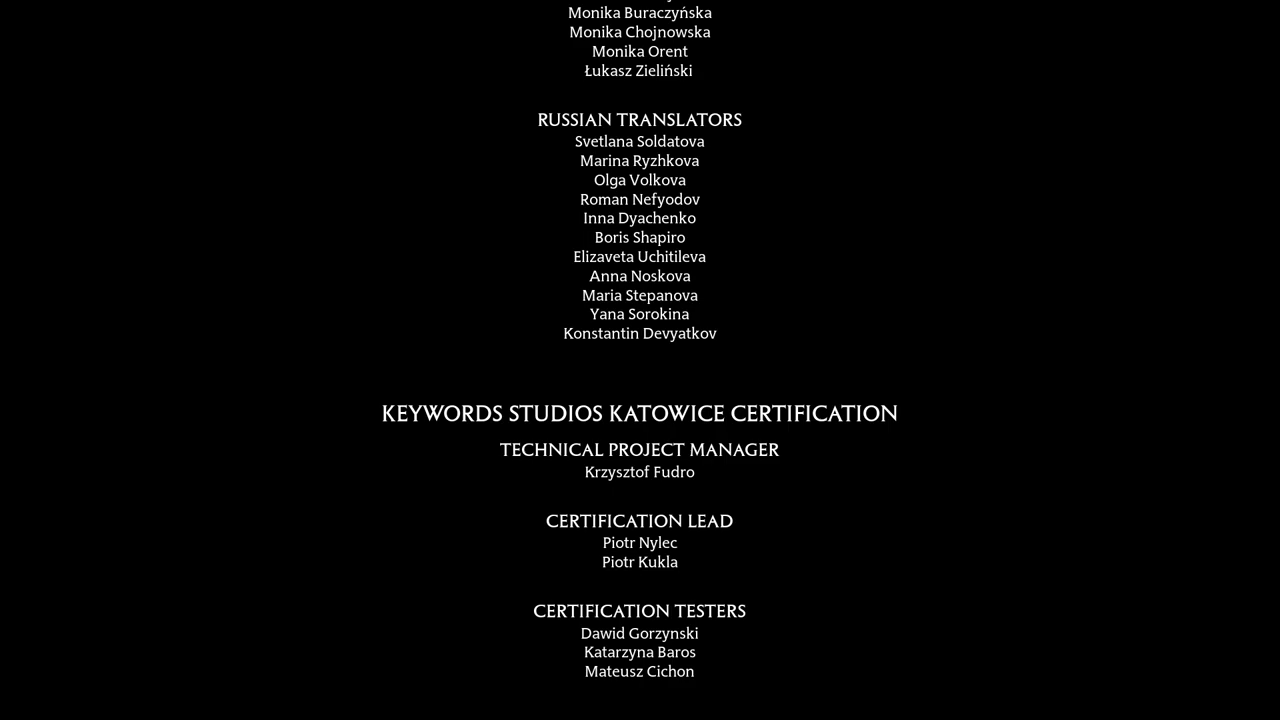 Monika Buraczyńska
Monika Chojnowska
Monika Orent
Łukasz Zieliński
RUSSIAN TRANSLATORS
Svetlana Soldatova
Marina Ryzhkova
Olga Volkova
Roman Nefyodov
Inna Dyachenko
Boris Shapiro
Elizaveta Uchitileva
Anna Noskova
Maria Stepanova
Yana Sorokina
Konstantin Devyatkov
KEYWORDS STUDIOS KATOWICE CERTIFICATION
TECHNICAL PROJECT MANAGER
Krzysztof Fudro
CERTIFICATION LEAD
Piotr Nylec
Piotr Kukla
CERTIFICATION TESTERS
Dawid Gorzynski
Katarzyna Baros
Mateusz Cichon